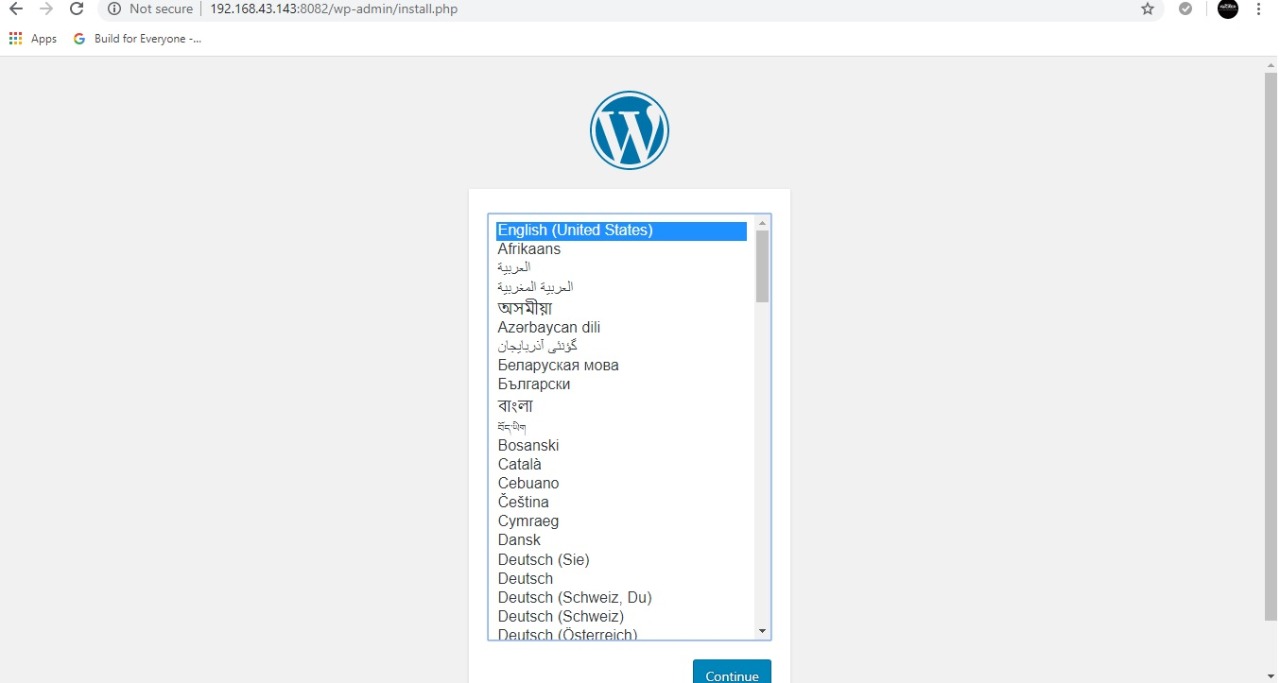 Not secure
192.168.43.143:8082/wp-admin/install.php
Apps
Build for Everyone -...
English (United States)
Afrikaans
العربية
العربية المغربية
অসমীয়া
Azərbaycan dili
گؤنئی آذربایجان
Беларуская мова
Български
বাংলা
བོད་ཡིག
Bosanski
Català
Cebuano
Čeština
Cymraeg
Dansk
Deutsch (Sie)
Deutsch
Deutsch (Schweiz, Du)
Deutsch (Schweiz)
Deutsch (Österreich)
Continue